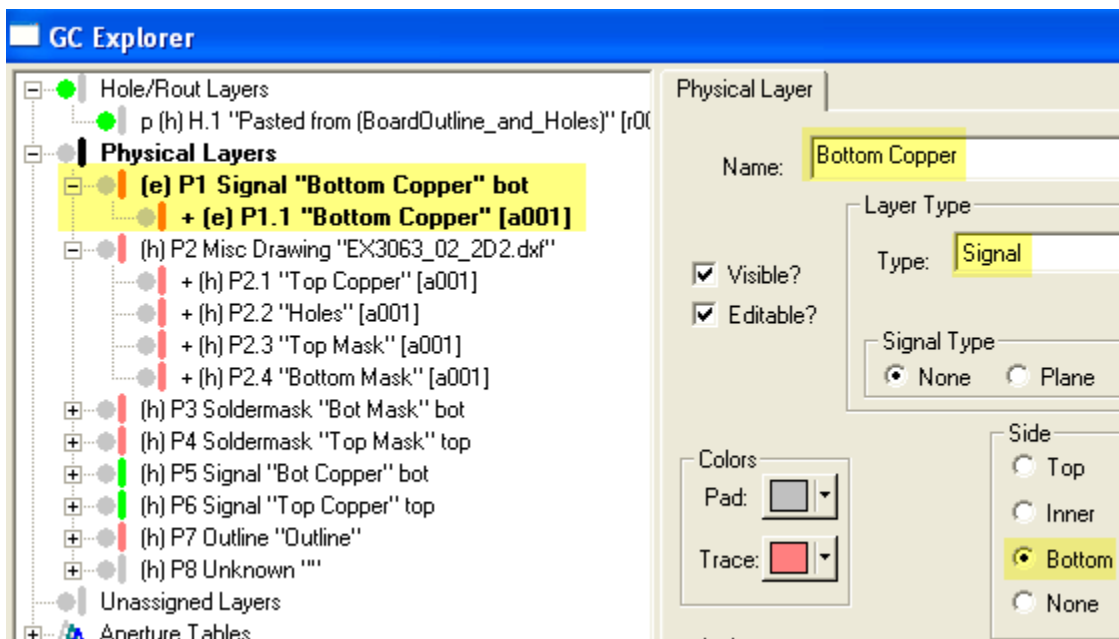 GC Explorer
Hole/Rout Layers
p (h) H.1 "Pasted from (BoardOutline_and_Holes)" [r00
Physical Layers
(e) P1 Signal "Bottom Copper" bot
+ (e) P1.1 "Bottom Copper" [a001]
(h) P2 Misc Drawing "EX3063_02_2D2.dxf"
+ (h) P2.1 "Top Copper" [a001]
+ (h) P2.2 "Holes" [a001]
+ (h) P2.3 "Top Mask" [a001]
+ (h) P2.4 "Bottom Mask" [a001]
(h) P3 Soldermask "Bot Mask" bot
(h) P4 Soldermask "Top Mask" top
(h) P5 Signal "Bot Copper" bot
(h) P6 Signal "Top Copper" top
(h) P7 Outline "Outline"
(h) P8 Unknown ""
Unassigned Layers
Aperture Tables
Physical Layer
Name: Bottom Copper
Layer Type
Type: Signal
Visible?
Editable?
Signal Type
None Plane
Colors
Pad:
Trace:
Side
Top
Inner
Bottom
None